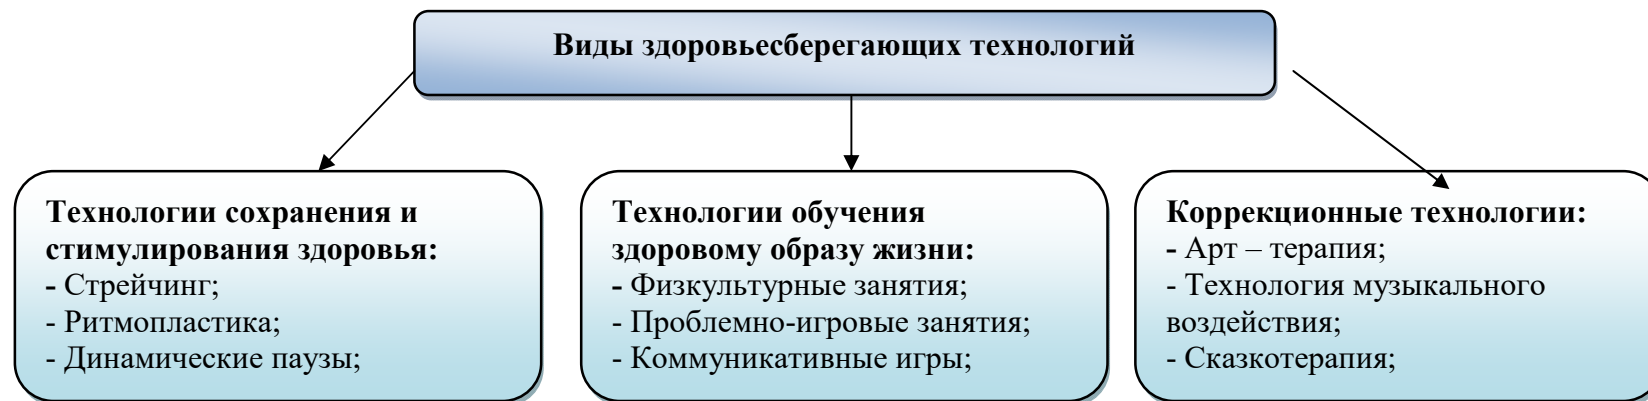 Виды здоровьесберегающих технологий
Технологии сохранения и
стимулирования здоровья:
- Стрейчинг;
- Ритмопластика;
- Динамические паузы;
Технологии обучения
здоровому образу жизни:
- Физкультурные занятия;
- Проблемно-игровые занятия;
- Коммуникативные игры;
Коррекционные технологии:
- Арт – терапия;
- Технология музыкального
воздействия;
- Сказкотерапия;